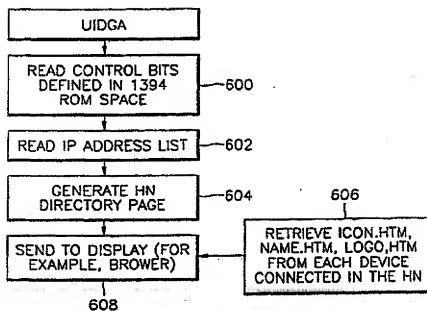 UIDGA
READ CONTROL BITS
DEFINED IN 1394
ROM SPACE
600
READ IP ADDRESS LIST
602
GENERATE HN
DIRECTORY PAGE
604
606
SEND TO DISPLAY (FOR
EXAMPLE, BROWER)
608
RETRIEVE ICON.HTM,
NAME.HTM, LOGO,HTM
FROM EACH DEVICE
CONNECTED IN THE HN